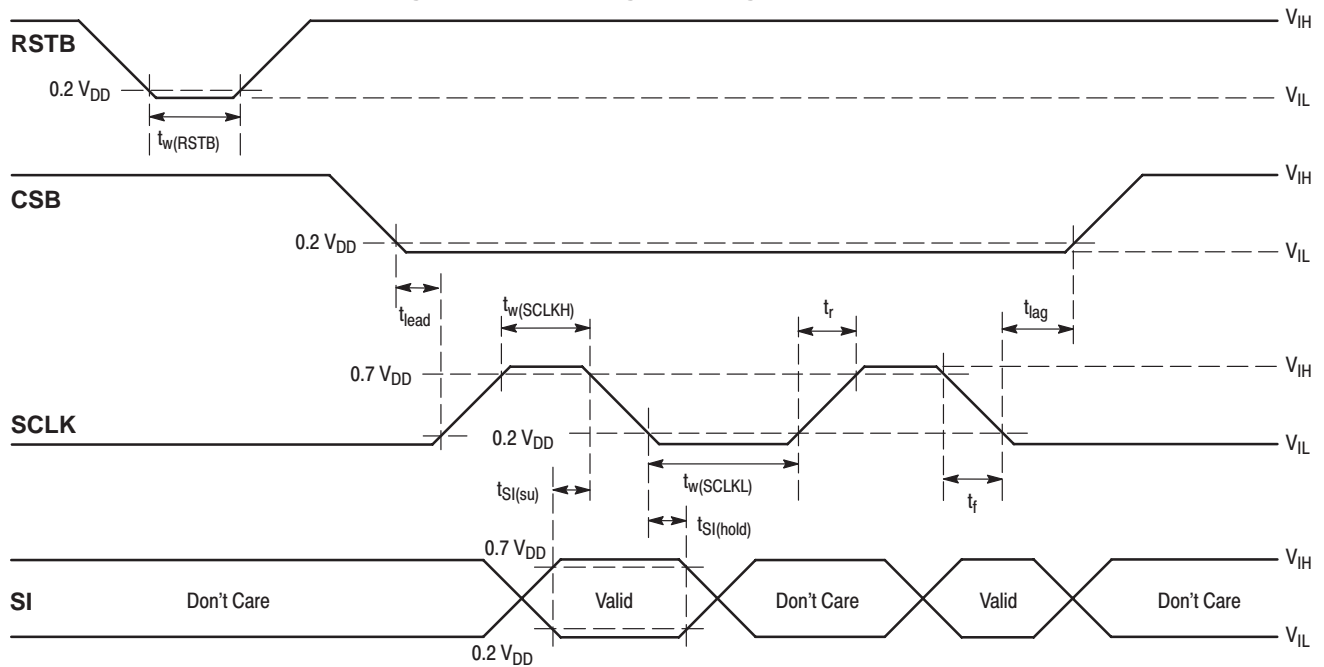 V_IH
RSTB
0.2 V_DD
V_IL
t_w(RSTB)
V_IH
CSB
0.2 V_DD
V_IL
t_lead
t_w(SCLKH)
t_r
t_lag
0.7 V_DD
V_IH
SCLK
0.2 V_DD
V_IL
t_SI(su)
t_w(SCLKL)
t_f
t_SI(hold)
0.7 V_DD
V_IH
SI
Don't Care
Valid
Don't Care
Valid
Don't Care
0.2 V_DD
V_IL